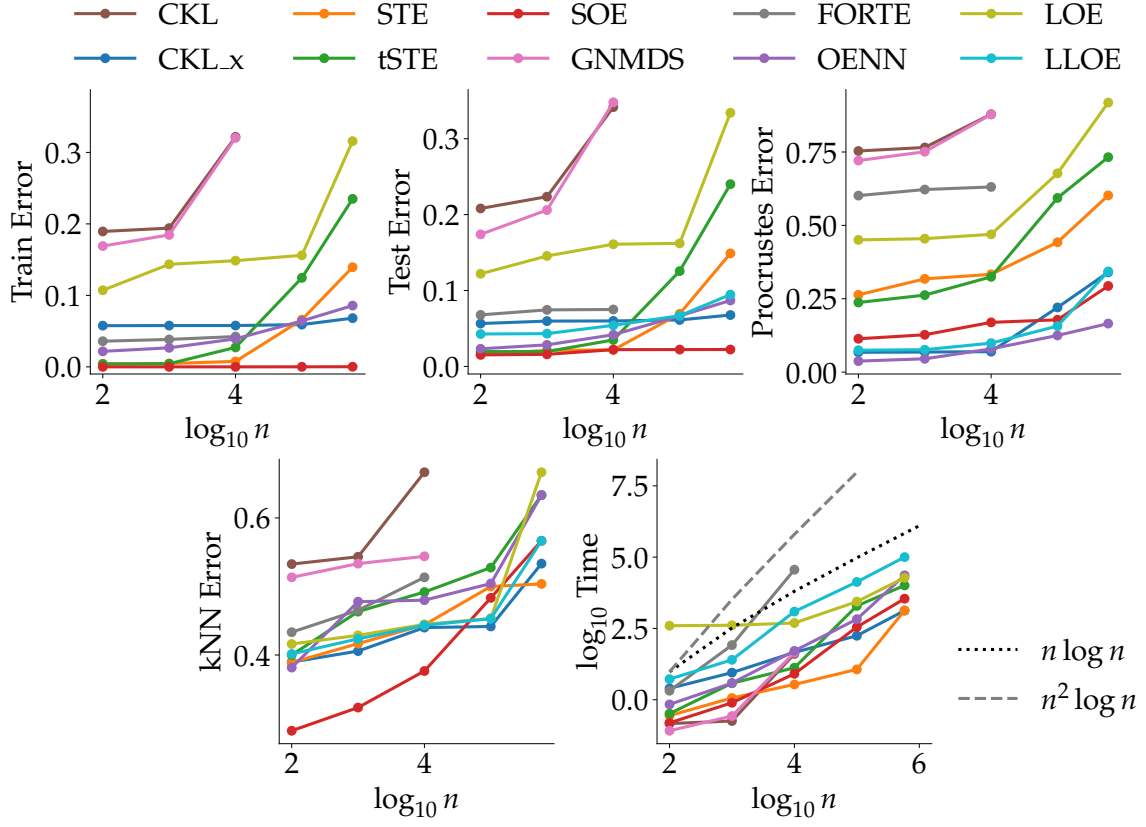 CKL STE SOE FORTE LOE
CKL_x tSTE GNMDS OENN LLOE
Train Error
0.3
0.2
0.1
0.0
2 4
log10 n
Test Error
0.3
0.2
0.1
0.0
2 4
log10 n
Procrustes Error
0.75
0.50
0.25
0.00
2 4
log10 n
kNN Error
0.6
0.4
2 4
log10 n
log10 Time
7.5
5.0
2.5
0.0
2 4 6
log10 n
n log n
n² log n